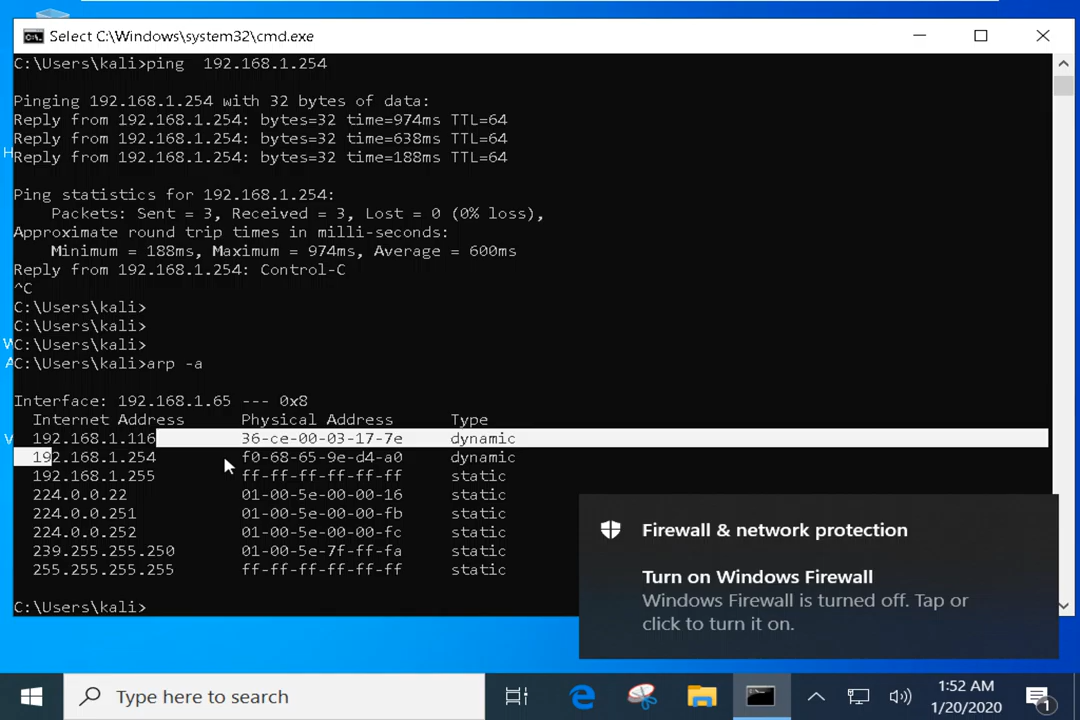 Select C:\Windows\system32\cmd.exe
C:\Users\kali>ping  192.168.1.254
Pinging 192.168.1.254 with 32 bytes of data:
Reply from 192.168.1.254: bytes=32 time=974ms TTL=64
Reply from 192.168.1.254: bytes=32 time=638ms TTL=64
Reply from 192.168.1.254: bytes=32 time=188ms TTL=64
Ping statistics for 192.168.1.254:
    Packets: Sent = 3, Received = 3, Lost = 0 (0% loss),
Approximate round trip times in milli-seconds:
    Minimum = 188ms, Maximum = 974ms, Average = 600ms
Reply from 192.168.1.254: Control-C
^C
C:\Users\kali>
C:\Users\kali>
C:\Users\kali>
C:\Users\kali>arp -a
Interface: 192.168.1.65 --- 0x8
  Internet Address      Physical Address      Type
  192.168.1.116         36-ce-00-03-17-7e     dynamic
  192.168.1.254         f0-68-65-9e-d4-a0     dynamic
  192.168.1.255         ff-ff-ff-ff-ff-ff     static
  224.0.0.22            01-00-5e-00-00-16     static
  224.0.0.251           01-00-5e-00-00-fb     static
  224.0.0.252           01-00-5e-00-00-fc     static
  239.255.255.250       01-00-5e-7f-ff-fa     static
  255.255.255.255       ff-ff-ff-ff-ff-ff     static
C:\Users\kali>
Firewall & network protection
Turn on Windows Firewall
Windows Firewall is turned off. Tap or
click to turn it on.
Type here to search
1:52 AM
1/20/2020
1